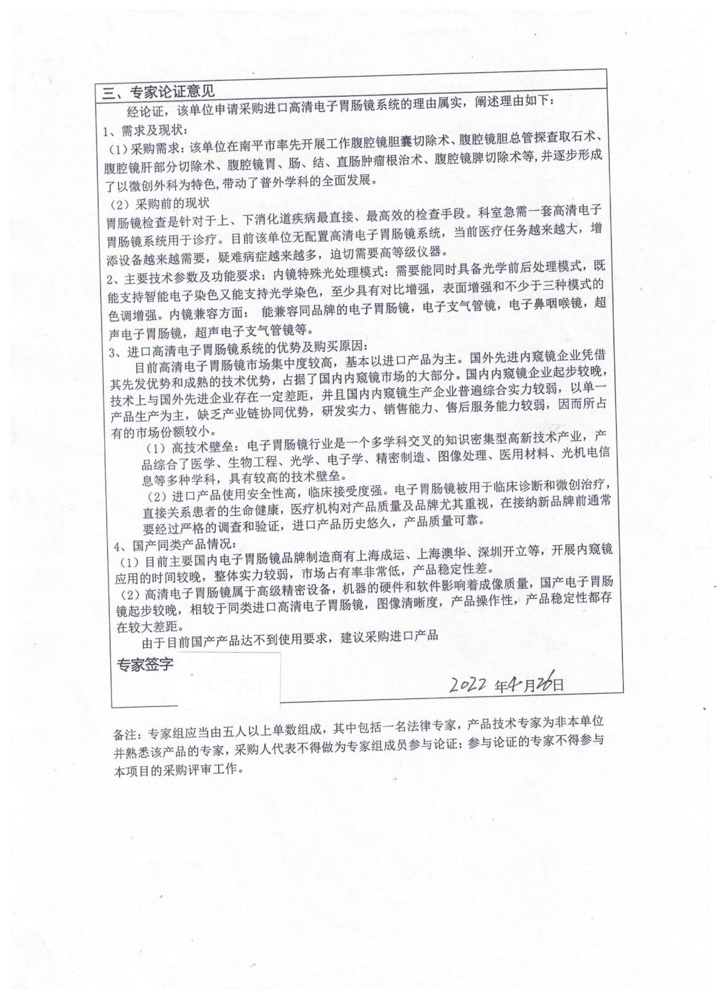 三、专家论证意见
经论证，该单位申请采购进口高清电子胃肠镜系统的理由属实，阐述理由如下：
1、需求及现状：
（1）采购需求：该单位在南平市率先开展工作腹腔镜胆囊切除术、腹腔镜胆总管探查取石术、
腹腔镜肝部分切除术、腹腔镜胃、肠、结、直肠肿瘤根治术、腹腔镜脾切除术等,并逐步形成
了以微创外科为特色,带动了普外学科的全面发展。
（2）采购前的现状
胃肠镜检查是针对于上、下消化道疾病最直接、最高效的检查手段。科室急需一套高清电子
胃肠镜系统用于诊疗。目前该单位无配置高清电子胃肠镜系统，当前医疗任务越来越大，增
添设备越来越需要，疑难病症越来越多，迫切需要高等级仪器。
2、主要技术参数及功能要求：内镜特殊光处理模式：需要能同时具备光学前后处理模式，既
能支持智能电子染色又能支持光学染色，至少具有对比增强，表面增强和不少于三种模式的
色调增强。内镜兼容方面： 能兼容同品牌的电子胃肠镜，电子支气管镜，电子鼻咽喉镜，超
声电子胃肠镜，超声电子支气管镜等。
3、进口高清电子胃肠镜系统的优势及购买原因：
目前高清电子胃肠镜市场集中度较高，基本以进口产品为主。国外先进内窥镜企业凭借
其先发优势和成熟的技术优势，占据了国内内窥镜市场的大部分。国内内窥镜企业起步较晚，
技术上与国外先进企业存在一定差距，并且国内内窥镜生产企业普遍综合实力较弱，以单一
产品生产为主，缺乏产业链协同优势，研发实力、销售能力、售后服务能力较弱，因而所占
有的市场份额较小。
（1）高技术壁垒：电子胃肠镜行业是一个多学科交叉的知识密集型高新技术产业，产
品综合了医学、生物工程、光学、电子学、精密制造、图像处理、医用材料、光机电信
息等多种学科，具有较高的技术壁垒。
（2）进口产品使用安全性高，临床接受度强。电子胃肠镜被用于临床诊断和微创治疗，
直接关系患者的生命健康，医疗机构对产品质量及品牌尤其重视，在接纳新品牌前通常
要经过严格的调查和验证，进口产品历史悠久，产品质量可靠。
4、国产同类产品情况：
（1）目前主要国内电子胃肠镜品牌制造商有上海成运、上海澳华、深圳开立等，开展内窥镜
应用的时间较晚，整体实力较弱，市场占有率非常低，产品稳定性差。
（2）高清电子胃肠镜属于高级精密设备，机器的硬件和软件影响着成像质量，国产电子胃肠
镜起步较晚，相较于同类进口高清电子胃肠镜，图像清晰度，产品操作性，产品稳定性都存
在较大差距。
由于目前国产产品达不到使用要求，建议采购进口产品
专家签字
2022年4月26日
备注：专家组应当由五人以上单数组成，其中包括一名法律专家，产品技术专家为非本单位
并熟悉该产品的专家，采购人代表不得做为专家组成员参与论证；参与论证的专家不得参与
本项目的采购评审工作。